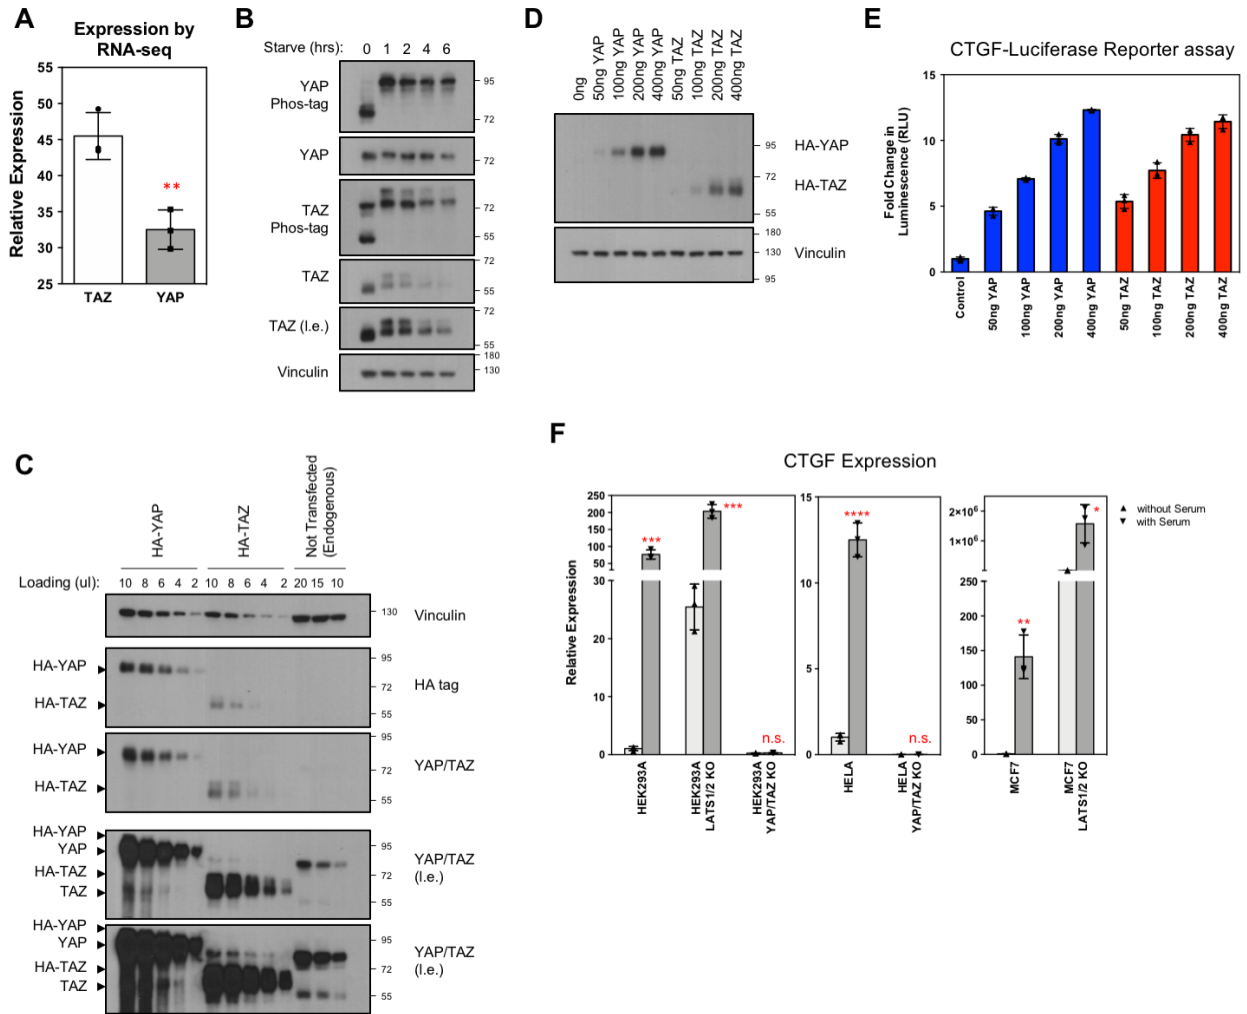 A
Expression by
RNA-seq
Relative Expression
55
50
45
40
35
30
25
**
TAZ
YAP
B
Starve (hrs): 0 1 2 4 6
YAP
Phos-tag
95
72
YAP
72
TAZ
Phos-tag
72
55
TAZ
72
55
TAZ (l.e.)
72
55
Vinculin
180
130
C
HA-YAP
HA-TAZ
Not Transfected
(Endogenous)
Loading (ul): 10 8 6 4 2 10 8 6 4 2 20 15 10
130
Vinculin
HA-YAP
HA-TAZ
95
72
55
HA tag
HA-YAP
HA-TAZ
95
72
55
YAP/TAZ
HA-YAP
YAP
HA-TAZ
TAZ
95
72
55
YAP/TAZ
(l.e.)
HA-YAP
YAP
HA-TAZ
TAZ
95
72
55
YAP/TAZ
(l.e.)
D
0ng
50ng YAP
100ng YAP
200ng YAP
400ng YAP
50ng TAZ
100ng TAZ
200ng TAZ
400ng TAZ
95
72
55
HA-YAP
HA-TAZ
180
130
95
Vinculin
E
CTGF-Luciferase Reporter assay
Fold Change in
Luminescence (RLU)
15
10
5
0
Control
50ng YAP
100ng YAP
200ng YAP
400ng YAP
50ng TAZ
100ng TAZ
200ng TAZ
400ng TAZ
F
CTGF Expression
Relative Expression
250
200
150
100
50
30
20
10
0
***
***
n.s.
HEK293A
HEK293A
LATS1/2 KO
HEK293A
YAP/TAZ KO
15
10
5
0
****
n.s.
HELA
HELA
YAP/TAZ KO
2×10⁶
1×10⁶
250
200
150
100
50
0
**
*
MCF7
MCF7
LATS1/2 KO
▲ without Serum
▼ with Serum